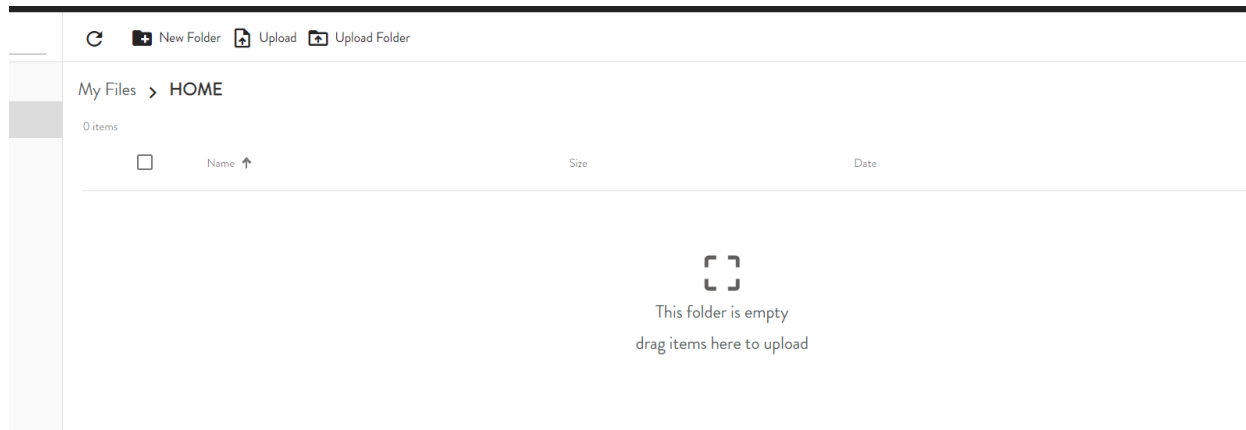 New Folder Upload Upload Folder
My Files > HOME
0 items
Name Size Date
This folder is empty
drag items here to upload